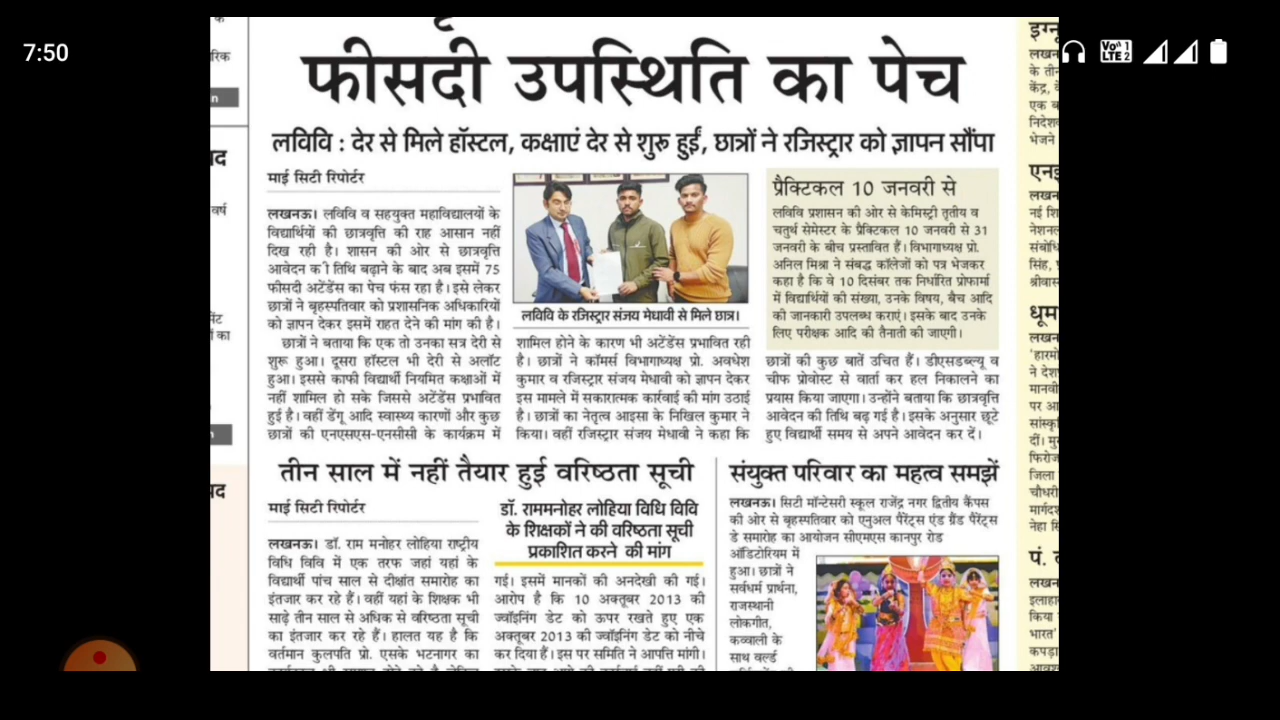 7:50
Vo 1
LTE 2
फीसदी उपस्थिति का पेच
लविवि : देर से मिले हॉस्टल, कक्षाएं देर से शुरू हुईं, छात्रों ने रजिस्ट्रार को ज्ञापन सौंपा
माई सिटी रिपोर्टर
लखनऊ। लविवि व सहयुक्त महाविद्यालयों के
विद्यार्थियों की छात्रवृत्ति की राह आसान नहीं
दिख रही है। शासन की ओर से छात्रवृत्ति
आवेदन की तिथि बढ़ाने के बाद अब इसमें 75
फीसदी अटेंडेंस का पेच फंस रहा है। इसे लेकर
छात्रों ने बृहस्पतिवार को प्रशासनिक अधिकारियों
को ज्ञापन देकर इसमें राहत देने की मांग की है।
छात्रों ने बताया कि एक तो उनका सत्र देरी से
शुरू हुआ। दूसरा हॉस्टल भी देरी से अलॉट
हुआ। इससे काफी विद्यार्थी नियमित कक्षाओं में
नहीं शामिल हो सके जिससे अटेंडेंस प्रभावित
हुई है। वहीं डेंगू आदि स्वास्थ्य कारणों और कुछ
छात्रों की एनएसएस-एनसीसी के कार्यक्रम में
लविवि के रजिस्ट्रार संजय मेधावी से मिले छात्र।
शामिल होने के कारण भी अटेंडेंस प्रभावित रही
है। छात्रों ने कॉमर्स विभागाध्यक्ष प्रो. अवधेश
कुमार व रजिस्ट्रार संजय मेधावी को ज्ञापन देकर
इस मामले में सकारात्मक कार्रवाई की मांग उठाई
है। छात्रों का नेतृत्व आइसा के निखिल कुमार ने
किया। वहीं रजिस्ट्रार संजय मेधावी ने कहा कि
प्रैक्टिकल 10 जनवरी से
लविवि प्रशासन की ओर से केमिस्ट्री तृतीय व
चतुर्थ सेमेस्टर के प्रैक्टिकल 10 जनवरी से 31
जनवरी के बीच प्रस्तावित हैं। विभागाध्यक्ष प्रो.
अनिल मिश्रा ने संबद्ध कॉलेजों को पत्र भेजकर
कहा है कि वे 10 दिसंबर तक निर्धारित प्रोफार्मा
में विद्यार्थियों की संख्या, उनके विषय, बैच आदि
की जानकारी उपलब्ध कराएं। इसके बाद उनके
लिए परीक्षक आदि की तैनाती की जाएगी।
छात्रों की कुछ बातें उचित हैं। डीएसडब्ल्यू व
चीफ प्रोवोस्ट से वार्ता कर हल निकालने का
प्रयास किया जाएगा। उन्होंने बताया कि छात्रवृत्ति
आवेदन की तिथि बढ़ गई है। इसके अनुसार छूटे
हुए विद्यार्थी समय से अपने आवेदन कर दें।
तीन साल में नहीं तैयार हुई वरिष्ठता सूची
माई सिटी रिपोर्टर
लखनऊ। डॉ. राम मनोहर लोहिया राष्ट्रीय
विधि विवि में एक तरफ जहां यहां के
विद्यार्थी पांच साल से दीक्षांत समारोह का
इंतजार कर रहे हैं। वहीं यहां के शिक्षक भी
साढ़े तीन साल से अधिक से वरिष्ठता सूची
का इंतजार कर रहे हैं। हालत यह है कि
वर्तमान कुलपति प्रो. एसके भटनागर का
डॉ. राममनोहर लोहिया विधि विवि
के शिक्षकों ने की वरिष्ठता सूची
प्रकाशित करने की मांग
गई। इसमें मानकों की अनदेखी की गई।
आरोप है कि 10 अक्तूबर 2013 की
ज्वॉइनिंग डेट को ऊपर रखते हुए एक
अक्तूबर 2013 की ज्वॉइनिंग डेट को नीचे
कर दिया हैं। इस पर समिति ने आपत्ति मांगी।
संयुक्त परिवार का महत्व समझें
लखनऊ। सिटी मॉन्टेसरी स्कूल राजेंद्र नगर द्वितीय कैंपस
की ओर से बृहस्पतिवार को एनुअल पैरेंट्स एंड ग्रैंड पैरेंट्स
डे समारोह का आयोजन सीएमएस कानपुर रोड
ऑडिटोरियम में
हुआ। छात्रों ने
सर्वधर्म प्रार्थना,
राजस्थानी
लोकगीत,
कव्वाली के
साथ वर्ल्ड